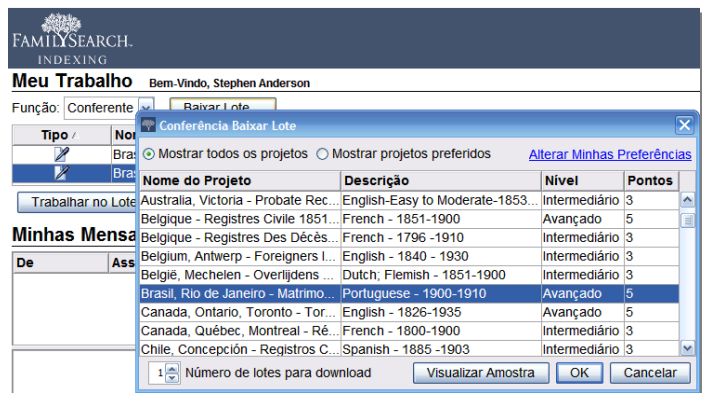 FAMILYSEARCH.
INDEXING
Meu Trabalho Bem-Vindo, Stephen Anderson
Função: Conferente Baixar Lote...
Tipo
Conferência Baixar Lote
Mostrar todos os projetos Mostrar projetos preferidos Alterar Minhas Preferências
Nome do Projeto Descrição Nível Pontos
Australia, Victoria - Probate Rec... English-Easy to Moderate-1853... Intermediário 3
Belgique - Registres Civile 1851... French - 1851-1900 Avançado 5
Belgique - Registres Des Décès... French - 1796 -1910 Intermediário 3
Belgium, Antwerp - Foreigners I... English - 1840 - 1930 Intermediário 3
België, Mechelen - Overlijdens ... Dutch; Flemish - 1851-1900 Intermediário 3
Brasil, Rio de Janeiro - Matrimo... Portuguese - 1900-1910 Avançado 5
Canada, Ontario, Toronto - Tor... English - 1826-1935 Avançado 5
Canada, Québec, Montreal - Ré... French - 1800-1900 Intermediário 3
Chile, Concepción - Registros C... Spanish - 1885 -1903 Intermediário 3
1 Número de lotes para download Visualizar Amostra OK Cancelar
Trabalhar no Lote
Minhas Mensa
De Ass